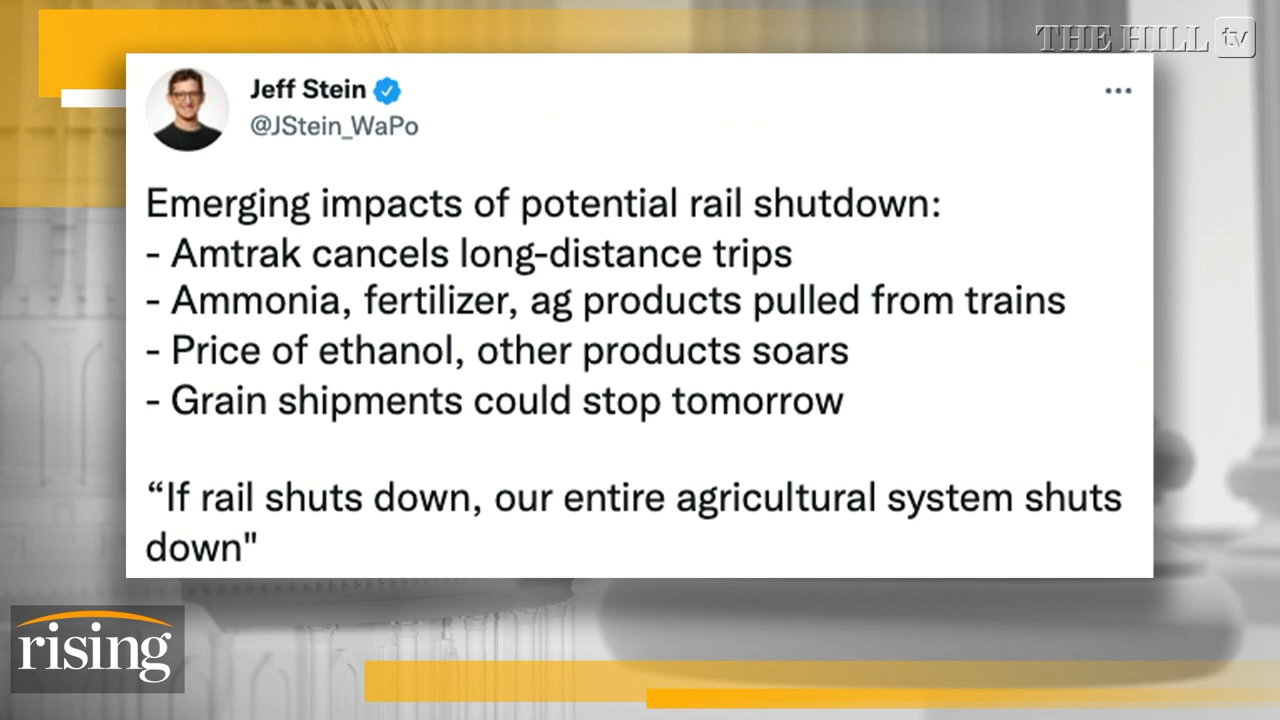 THE HILL tv
Jeff Stein
@JStein_WaPo
Emerging impacts of potential rail shutdown:
- Amtrak cancels long-distance trips
- Ammonia, fertilizer, ag products pulled from trains
- Price of ethanol, other products soars
- Grain shipments could stop tomorrow
“If rail shuts down, our entire agricultural system shuts
down"
rising